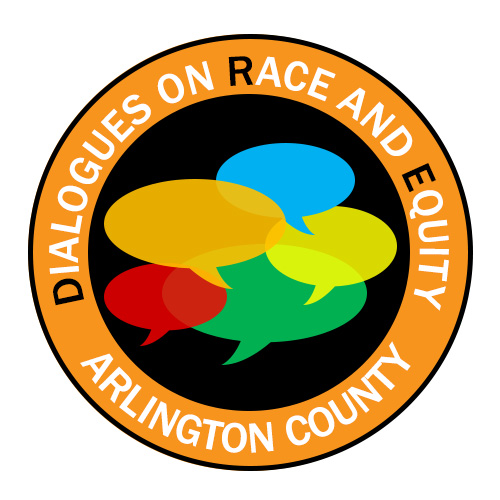 DIALOGUES ON RACE AND EQUITY
ARLINGTON COUNTY